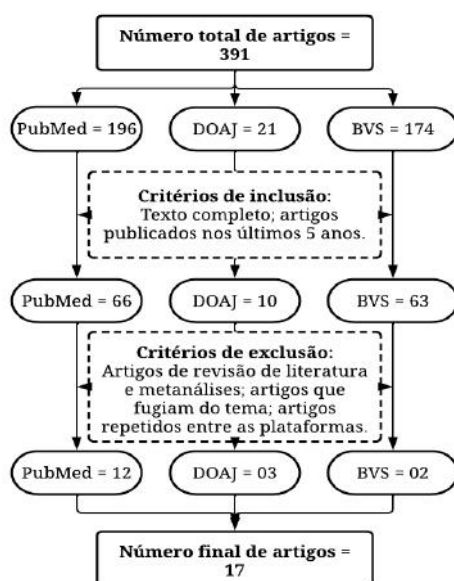 Número total de artigos =
391
PubMed = 196
DOAJ = 21
BVS = 174
Critérios de inclusão:
Texto completo; artigos
publicados nos últimos 5 anos.
PubMed = 66
DOAJ = 10
BVS = 63
Critérios de exclusão:
Artigos de revisão de literatura
e metanálises; artigos que
fugiam do tema; artigos
repetidos entre as plataformas.
PubMed = 12
DOAJ = 03
BVS = 02
Número final de artigos =
17